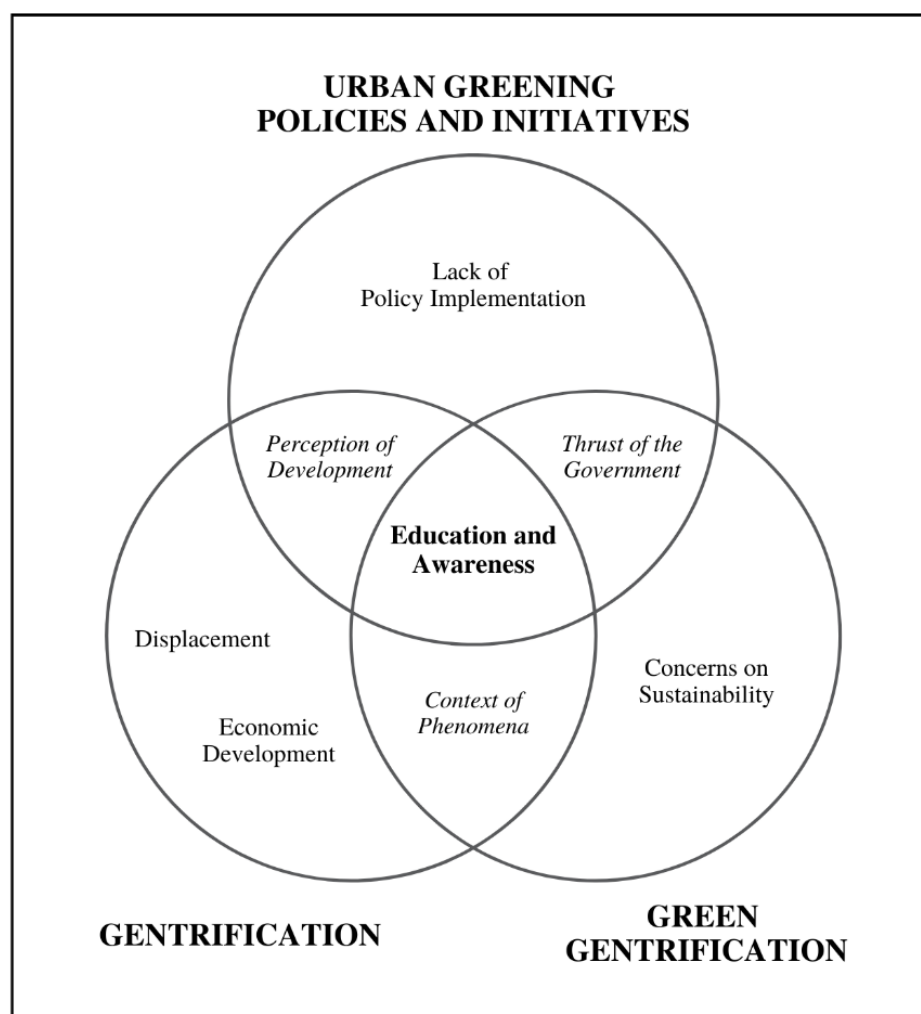 URBAN GREENING
POLICIES AND INITIATIVES
Lack of
Policy Implementation
Perception of
Development
Thrust of the
Government
Education and
Awareness
Displacement
Economic
Development
Context of
Phenomena
Concerns on
Sustainability
GENTRIFICATION
GREEN
GENTRIFICATION